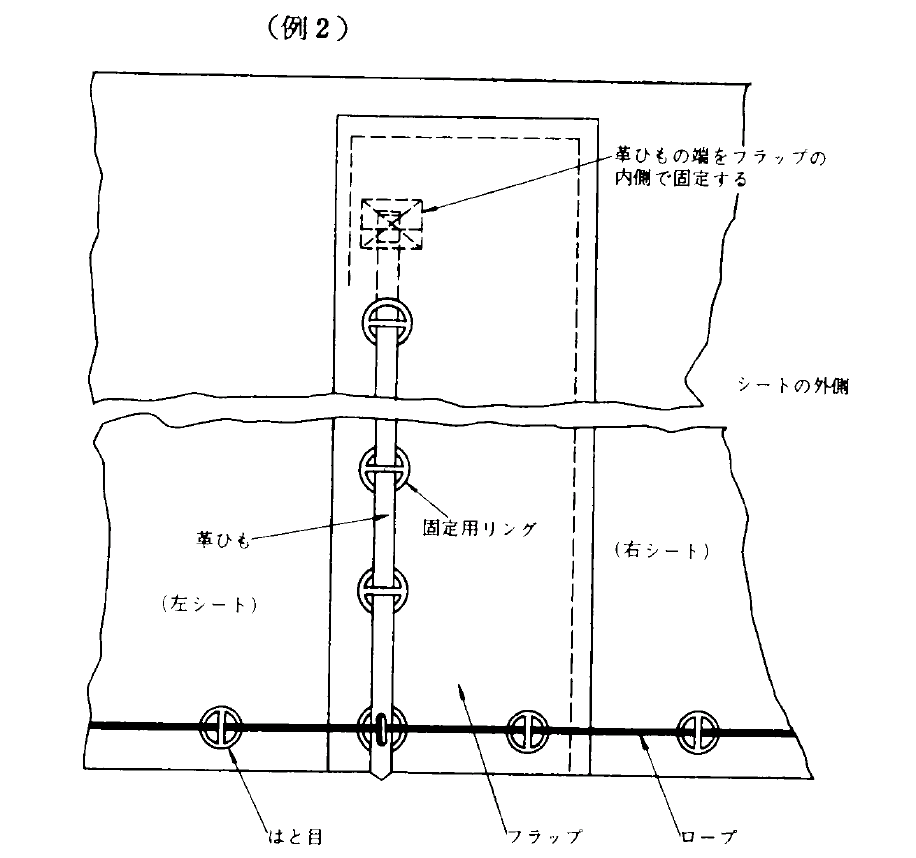 （例2）
革ひもの端をフラップの
内側で固定する
シートの外側
固定用リング
革ひも
（右シート）
（左シート）
はと目
フラップ
ロープ